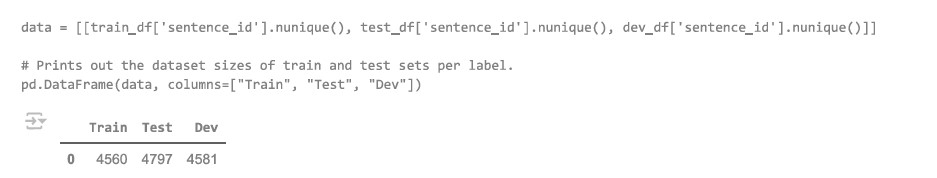 data = [[train_df['sentence_id'].nunique(), test_df['sentence_id'].nunique(), dev_df['sentence_id'].nunique()]]
# Prints out the dataset sizes of train and test sets per label.
pd.DataFrame(data, columns=["Train", "Test", "Dev"])
Train Test Dev
0 4560 4797 4581